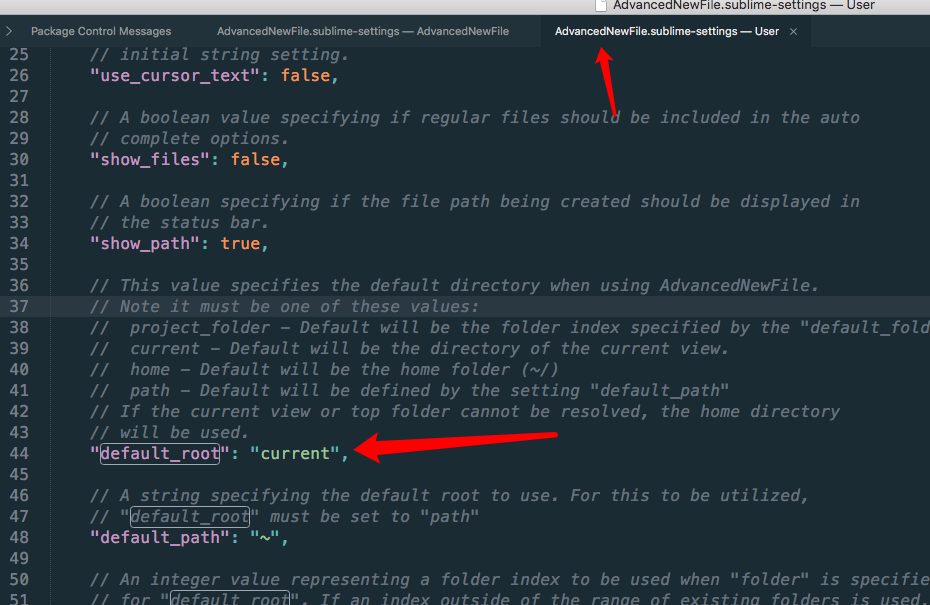 AdvancedNewFile.sublime-settings — User
Package Control Messages
AdvancedNewFile.sublime-settings — AdvancedNewFile
AdvancedNewFile.sublime-settings — User ×
25 // initial string setting.
26 "use_cursor_text": false,
27
28 // A boolean value specifying if regular files should be included in the auto
29 // complete options.
30 "show_files": false,
31
32 // A boolean specifying if the file path being created should be displayed in
33 // the status bar.
34 "show_path": true,
35
36 // This value specifies the default directory when using AdvancedNewFile.
37 // Note it must be one of these values:
38 //  project_folder – Default will be the folder index specified by the "default_fold
39 //  current – Default will be the directory of the current view.
40 //  home – Default will be the home folder (~/)
41 //  path – Default will be defined by the setting "default_path"
42 // If the current view or top folder cannot be resolved, the home directory
43 // will be used.
44 "default_root": "current",
45
46 // A string specifying the default root to use. For this to be utilized,
47 // "default_root" must be set to "path"
48 "default_path": "~",
49
50 // An integer value representing a folder index to be used when "folder" is specifie
51 // for "default_root". If an index outside of the range of existing folders is used,